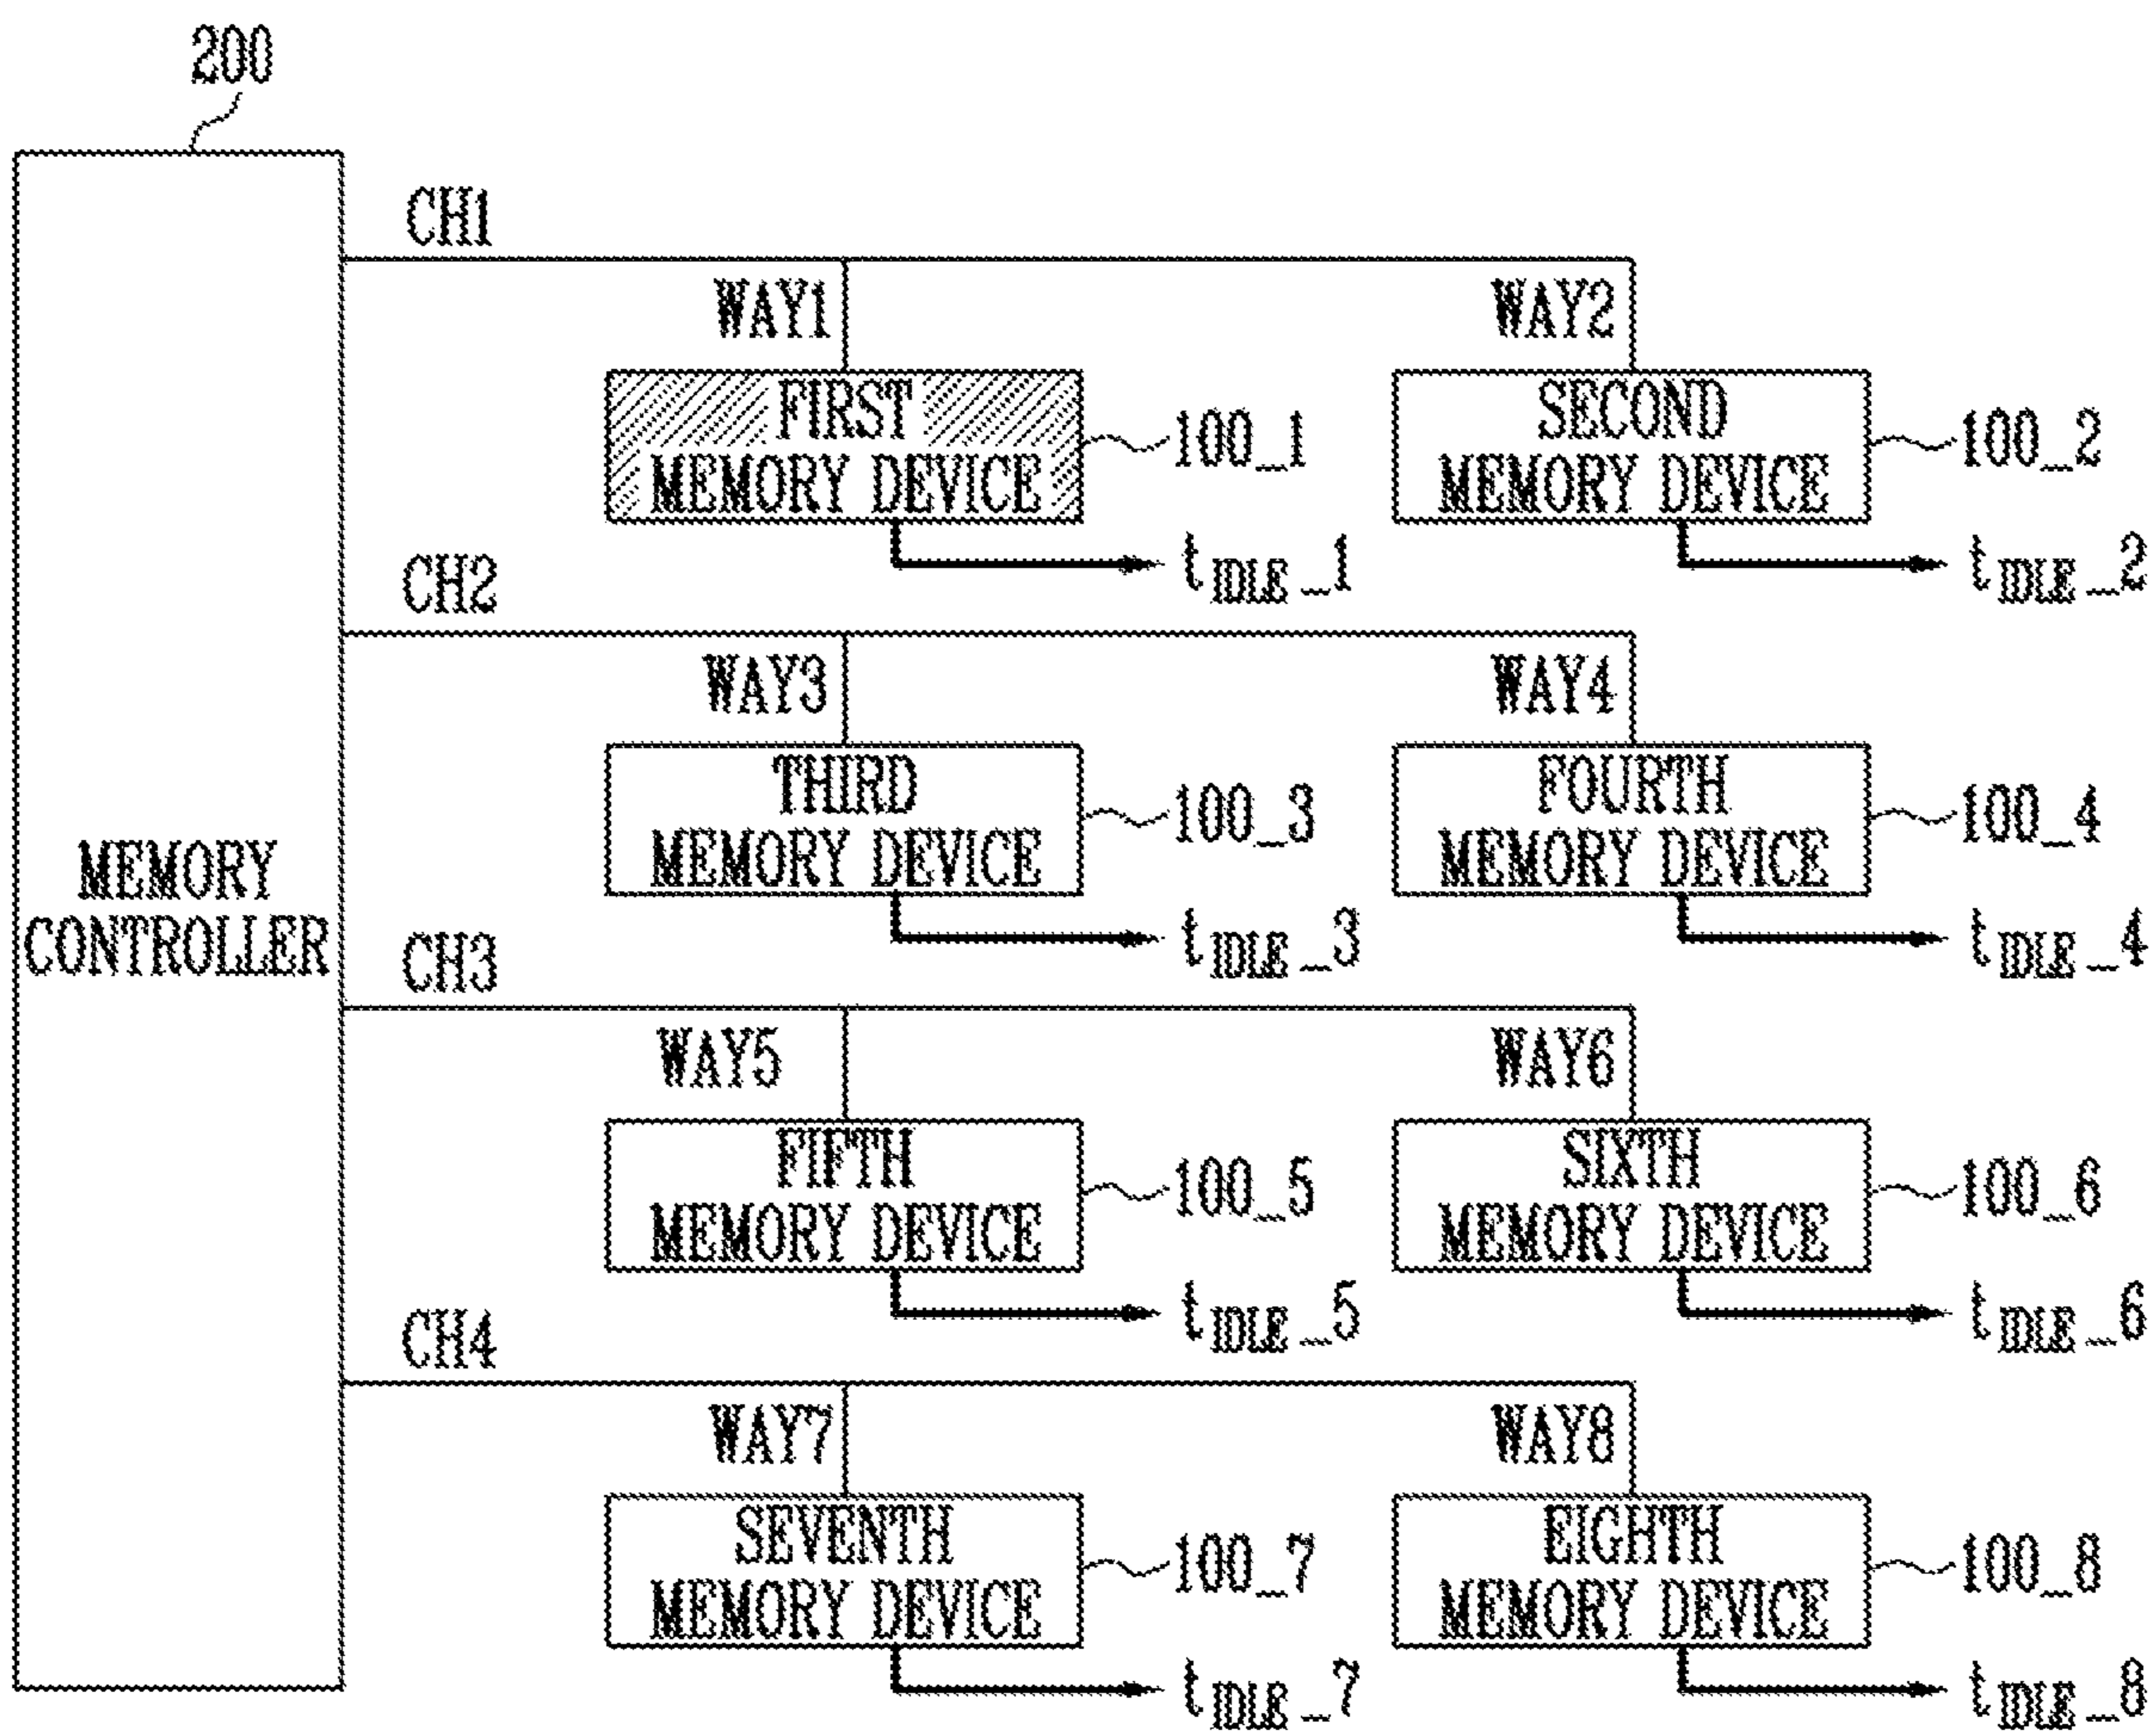 200
CH1
WAY1
WAY2
FIRST
MEMORY DEVICE
100_1
SECOND
MEMORY DEVICE
100_2
tIDLE_1
tIDLE_2
CH2
WAY3
WAY4
THIRD
MEMORY DEVICE
100_3
FOURTH
MEMORY DEVICE
100_4
MEMORY
CONTROLLER
tIDLE_3
tIDLE_4
CH3
WAY5
WAY6
FIFTH
MEMORY DEVICE
100_5
SIXTH
MEMORY DEVICE
100_6
tIDLE_5
tIDLE_6
CH4
WAY7
WAY8
SEVENTH
MEMORY DEVICE
100_7
EIGHTH
MEMORY DEVICE
100_8
tIDLE_7
tIDLE_8